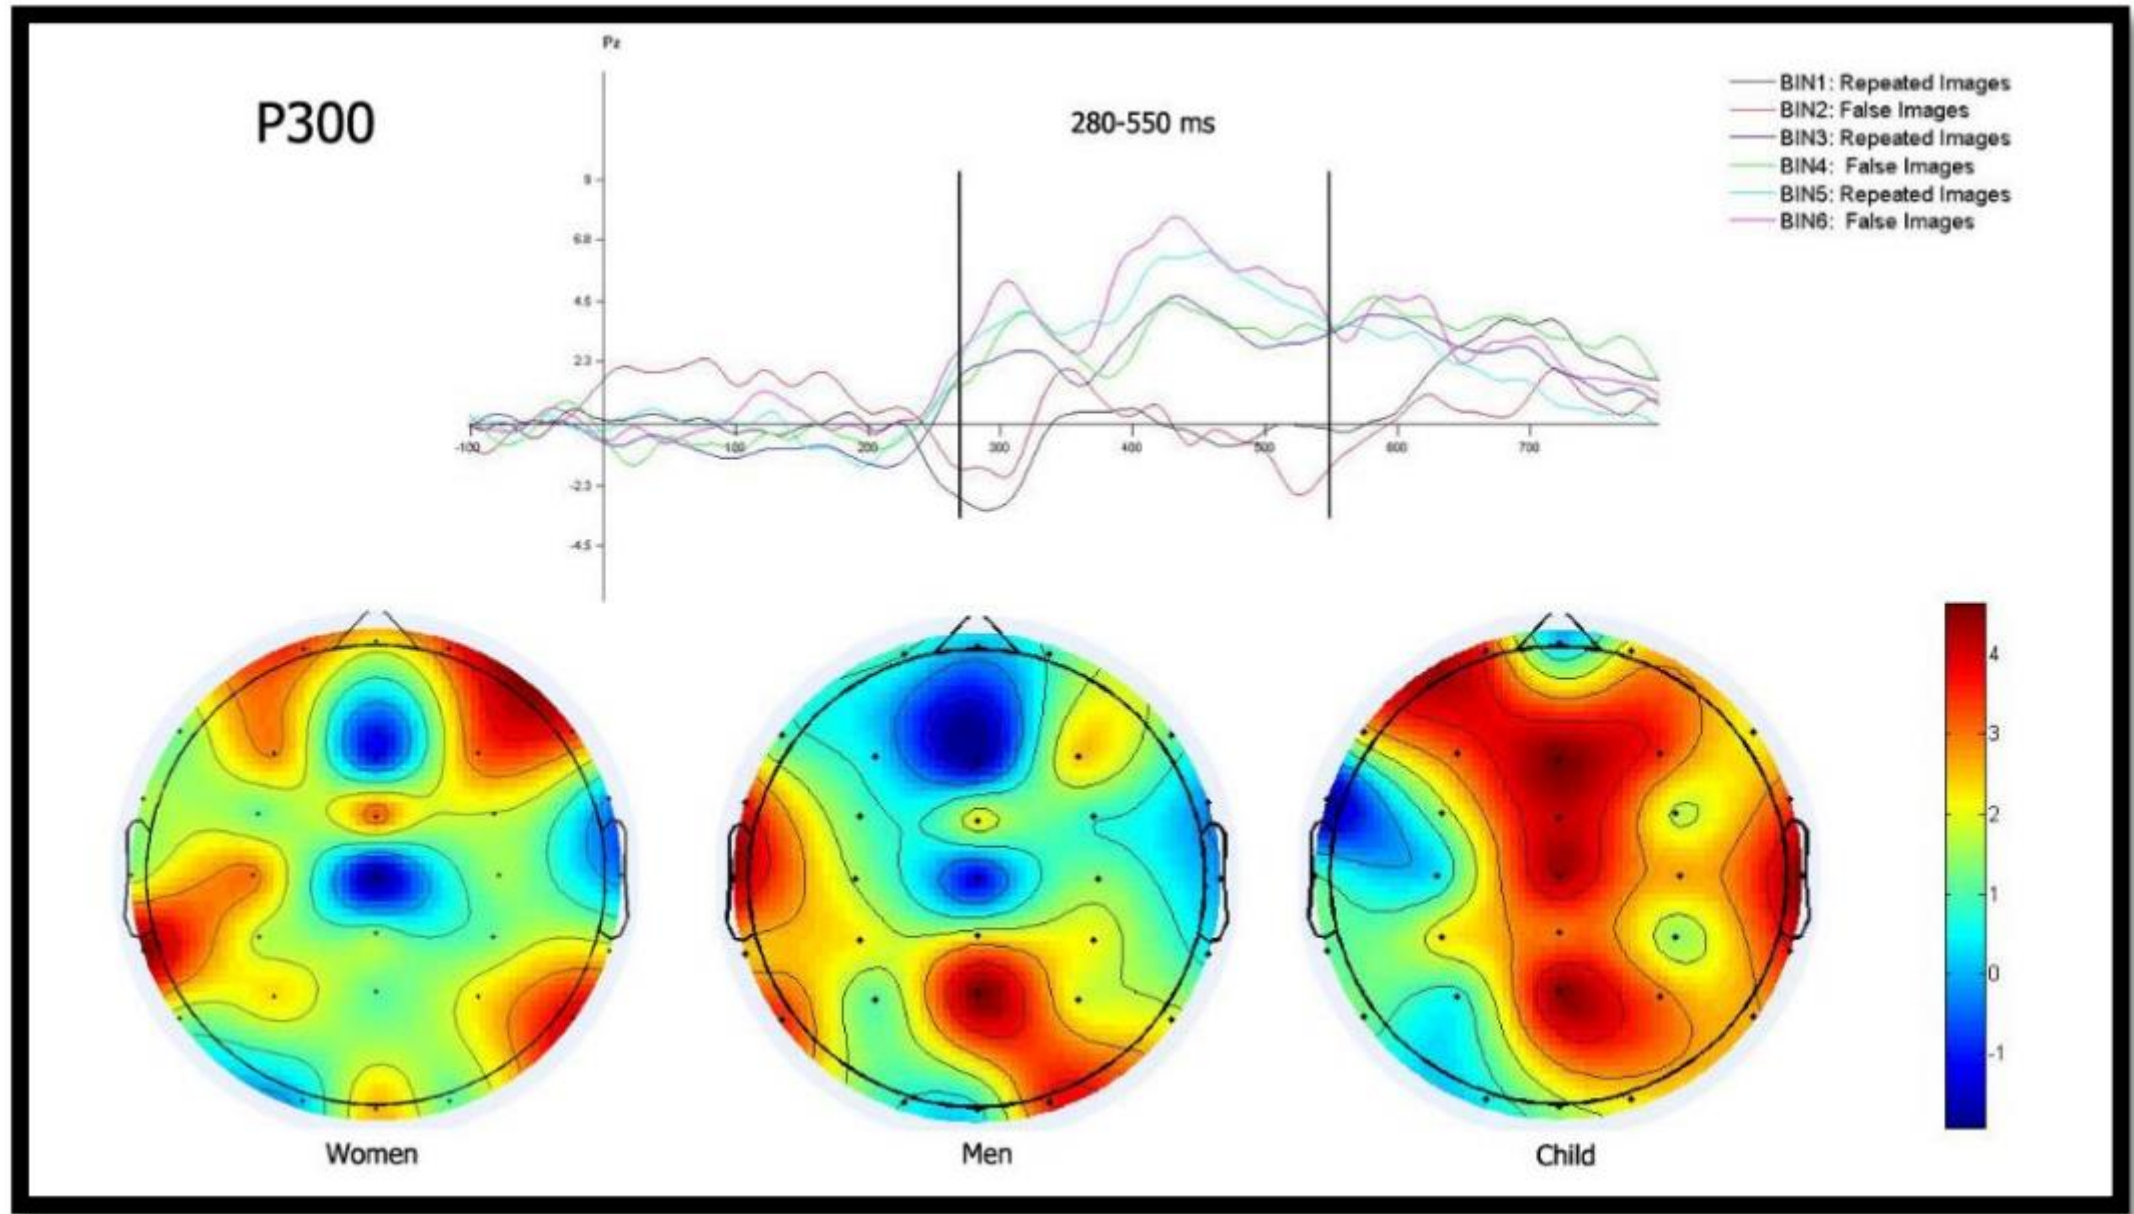 Pz
P300
280-550 ms
BIN1: Repeated Images
BIN2: False Images
BIN3: Repeated Images
BIN4: False Images
BIN5: Repeated Images
BIN6: False Images
9
6.8
4.5
2.3
-2.3
-4.5
-100 100 200 300 400 500 600 700
4
3
2
1
0
-1
Women Men Child